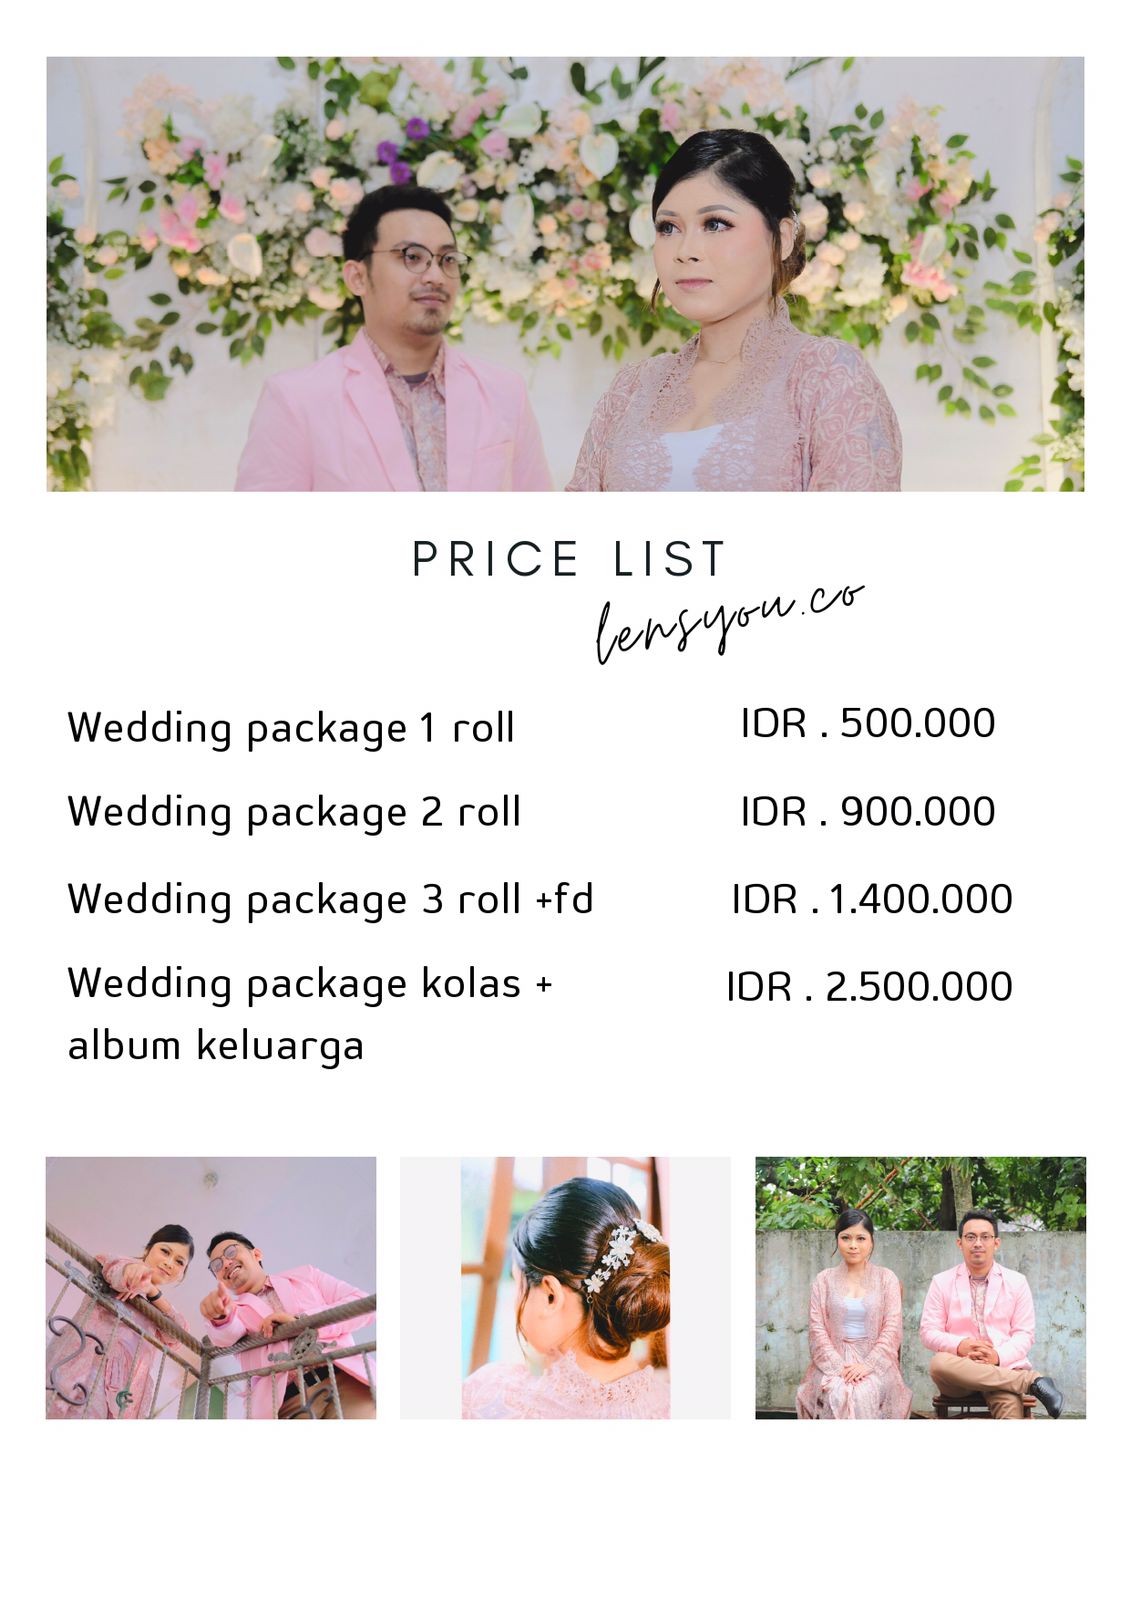 PRICE LIST
lensyou.co
Wedding package 1 roll IDR . 500.000
Wedding package 2 roll IDR . 900.000
Wedding package 3 roll +fd IDR . 1.400.000
Wedding package kolas + IDR . 2.500.000
album keluarga